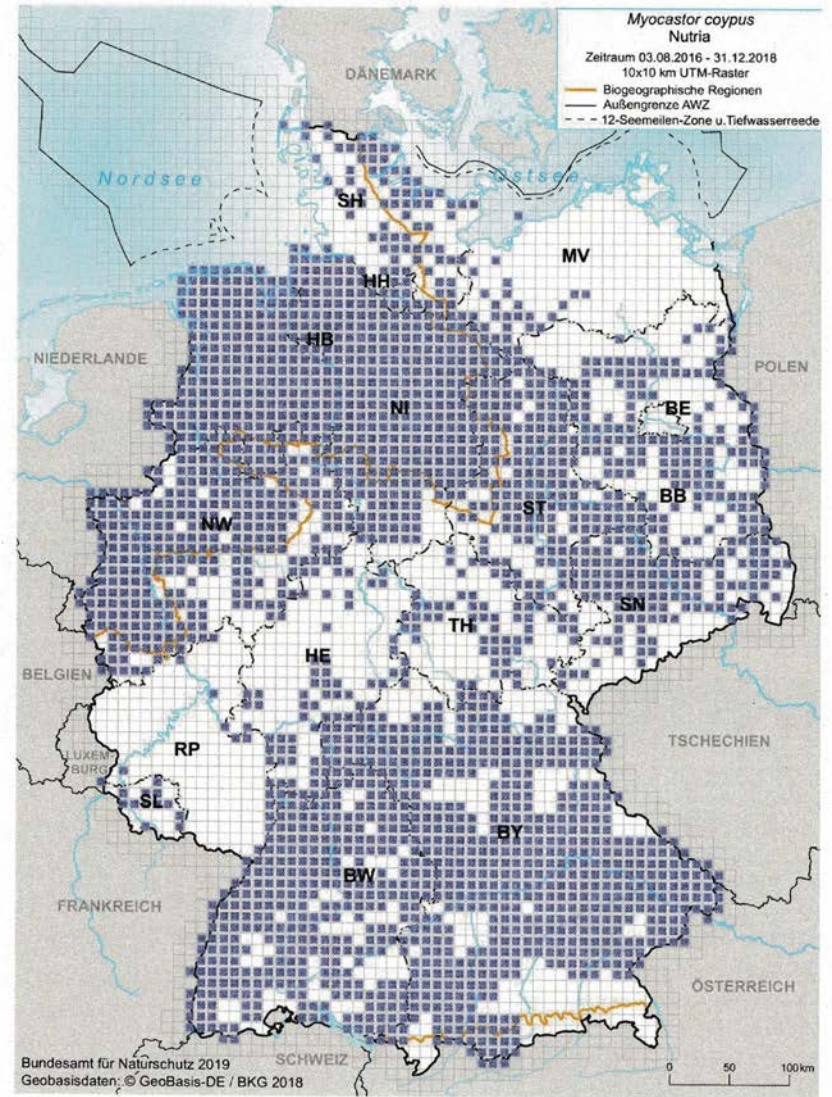 Myocastor coypus
Nutria
Zeitraum 03.08.2016 - 31.12.2018
10x10 km UTM-Raster
Biogeographische Regionen
Außengrenze AWZ
12-Seemeilen-Zone u.Tiefwasserreede
DÄNEMARK
Nordsee
Ostsee
SH
MV
HH
HB
NIEDERLANDE
POLEN
NI
BE
BB
ST
NW
SN
TH
HE
BELGIEN
TSCHECHIEN
RP
LUXEM-
BURG
SL
BY
BW
FRANKREICH
ÖSTERREICH
SCHWEIZ
Bundesamt für Naturschutz 2019
Geobasisdaten: © GeoBasis-DE / BKG 2018
0 50 100 km